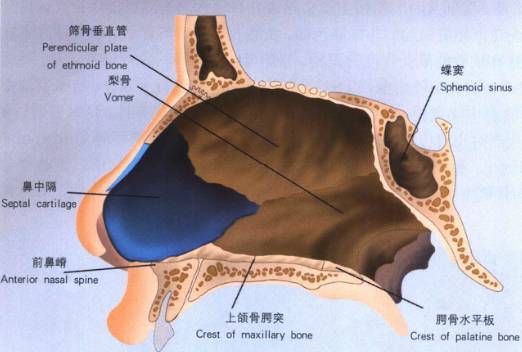 筛骨垂直管
Perendicular plate
of ethmoid bone
梨骨
Vomer
蝶窦
Sphenoid sinus
鼻中隔
Septal cartilage
前鼻嵴
Anterior nasal spine
上颌骨腭突
Crest of maxillary bone
腭骨水平板
Crest of palatine bone